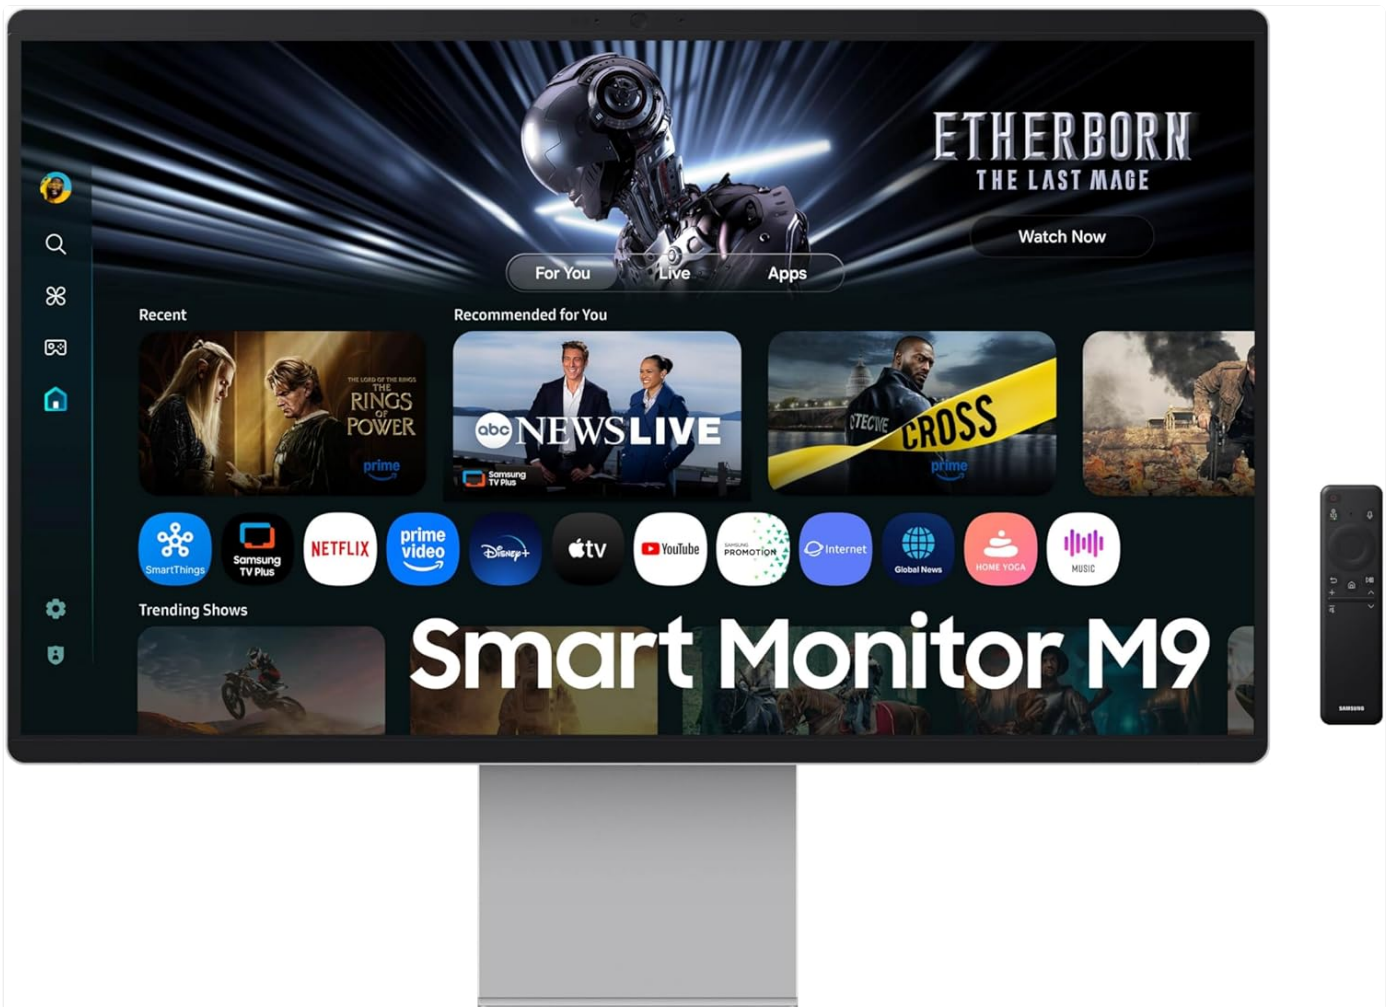 ETHERBORN
THE LAST MAGE
Watch Now
For You
Live
Apps
Recent
Recommended for You
THE LORD OF THE RINGS
THE
RINGS
OF
POWER
prime
abc NEWSLIVE
Samsung
TV Plus
DETECTIVE
CROSS
prime
SmartThings
Samsung
TV Plus
NETFLIX
prime
video
Disney+
tv
YouTube
SAMSUNG
PROMOTION
Internet
Global News
HOME YOGA
MUSIC
Trending Shows
Smart Monitor M9
SAMSUNG